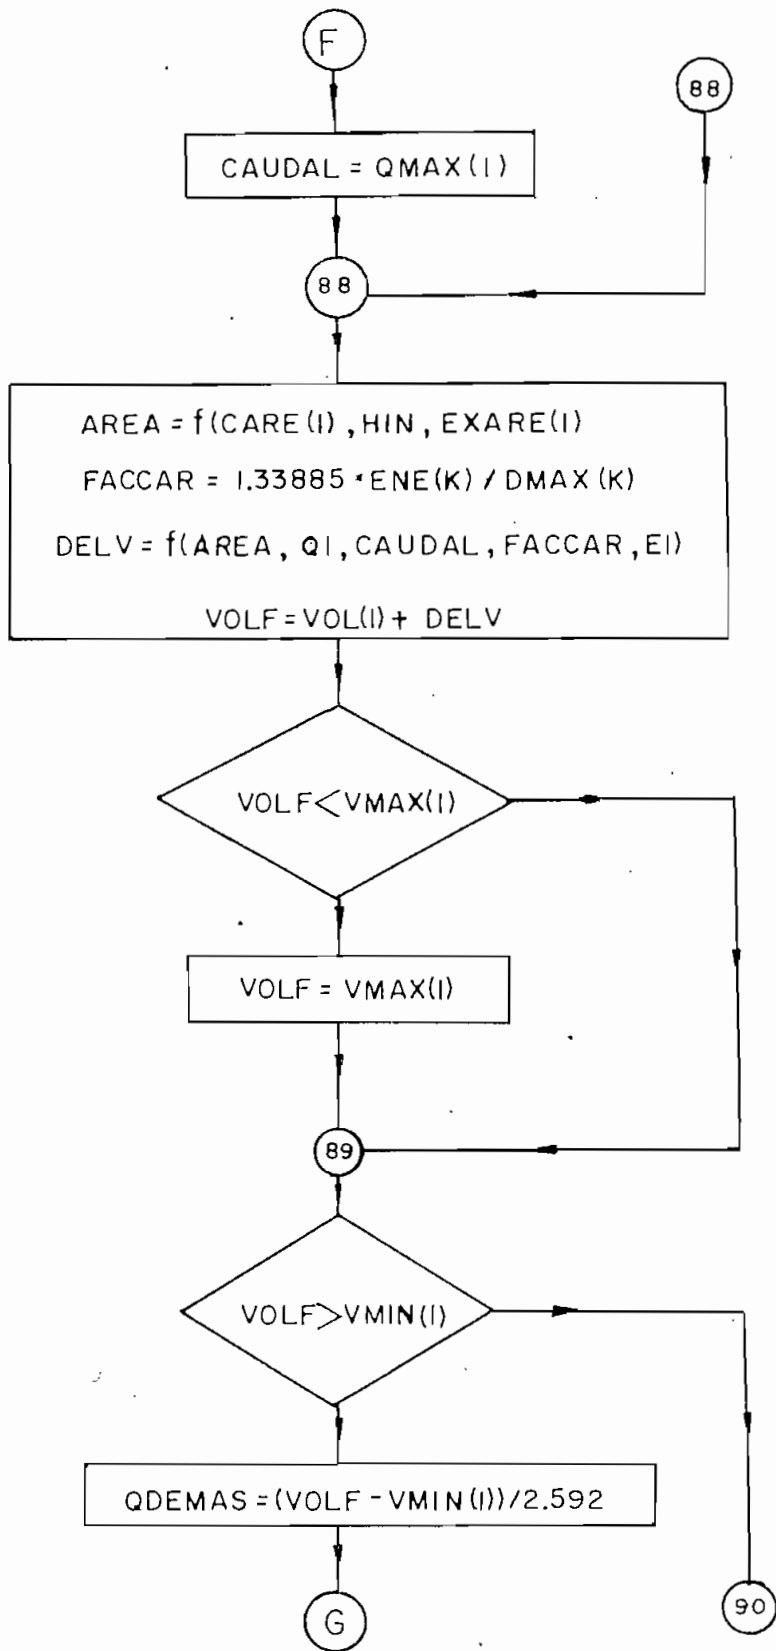 F
88
CAUDAL = QMAX(I)
88
AREA = f(CARE(I), HIN, EXARE(I)
FACCAR = 1.33885 * ENE(K) / DMAX(K)
DELV = f(AREA, QI, CAUDAL, FACCAR, EI)
VOLF = VOL(I) + DELV
VOLF < VMAX(I)
VOLF = VMAX(I)
89
VOLF > VMIN(I)
QDEMAS = (VOLF - VMIN(I))/2.592
G
90